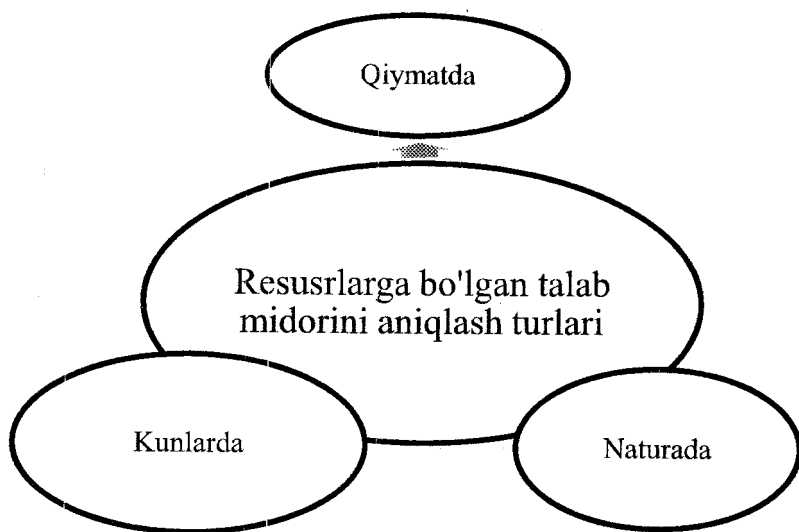 Qiymatda
Resusrlarga bo'lgan talab
midorini aniqlash turlari
Kunlarda
Naturada